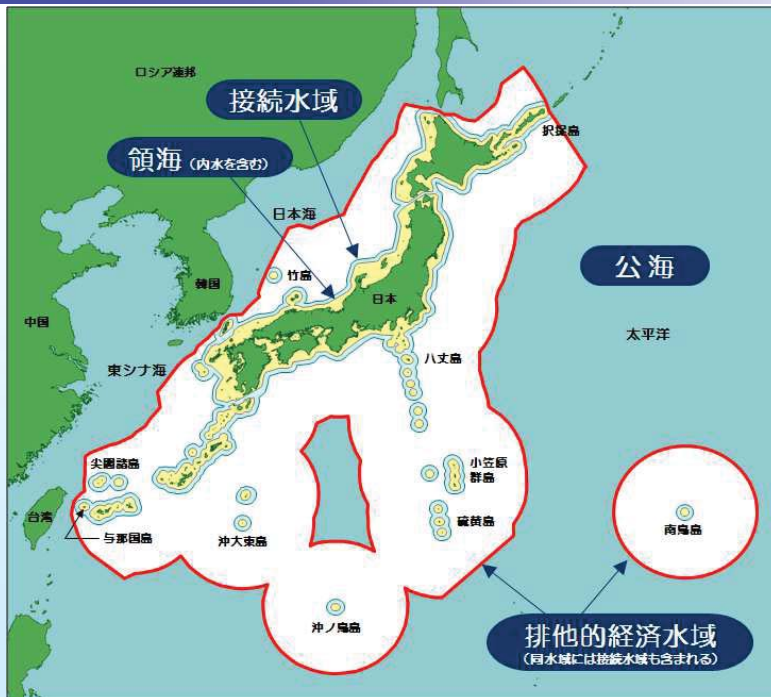 ロシア連邦
接続水域
択捉島
領海 (内水を含む)
日本海
公海
竹島
韓国
日本
中国
太平洋
東シナ海
八丈島
尖閣諸島
小笠原
群島
台湾
硫黄島
南鳥島
与那国島
沖大東島
沖ノ鳥島
排他的経済水域
(同水域には接続水域も含まれる)